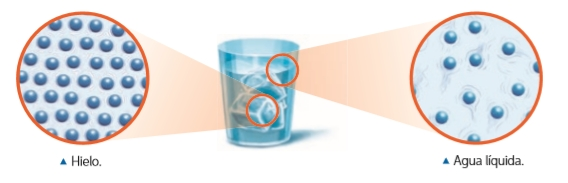 ▲ Hielo.
▲ Agua líquida.